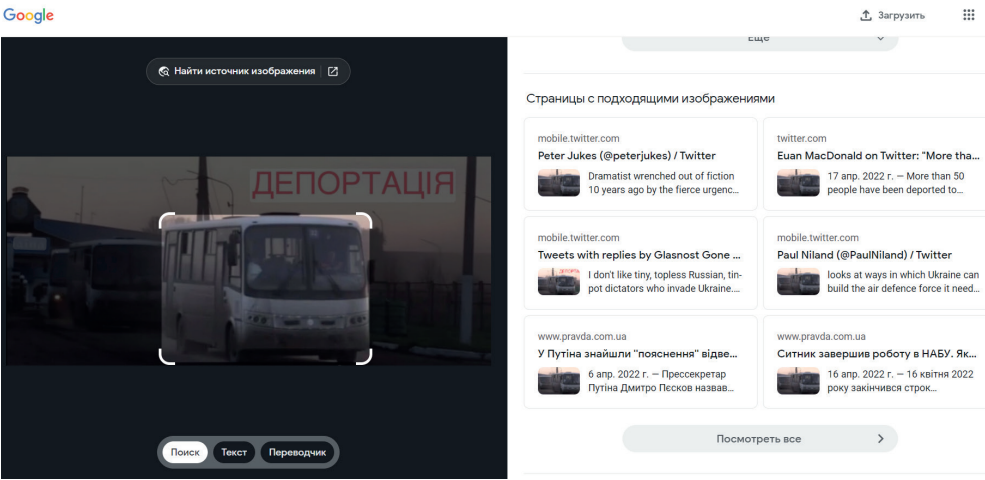 Google
Загрузить
Найти источник изображения
ДЕПОРТАЦІЯ
Поиск
Текст
Переводчик
Еще
Страницы с подходящими изображениями
mobile.twitter.com
Peter Jukes (@peterjukes) / Twitter
Dramatist wrenched out of fiction
10 years ago by the fierce urgenc...
twitter.com
Euan MacDonald on Twitter: "More tha...
17 апр. 2022 г. — More than 50
people have been deported to...
mobile.twitter.com
Tweets with replies by Glasnost Gone ...
I don't like tiny, topless Russian, tin-
pot dictators who invade Ukraine....
mobile.twitter.com
Paul Niland (@PaulNiland) / Twitter
looks at ways in which Ukraine can
build the air defence force it need...
www.pravda.com.ua
У Путіна знайшли "пояснення" відве...
6 апр. 2022 г. — Прессекретар
Путіна Дмитро Пєсков назвав...
www.pravda.com.ua
Ситник завершив роботу в НАБУ. Як...
16 апр. 2022 г. — 16 квітня 2022
року закінчився строк...
Посмотреть все